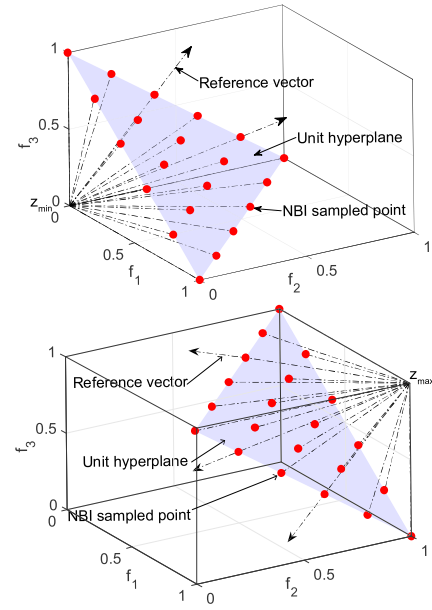 1
Reference vector
0.5
f3
Unit hyperplane
zmin
0
0
NBI sampled point
0.5
1
f1
0.5
1
0
f2
1
zmax
Reference vector
0.5
f3
Unit hyperplane
0
0
NBI sampled point
0.5
1
f1
0.5
1
0
f2